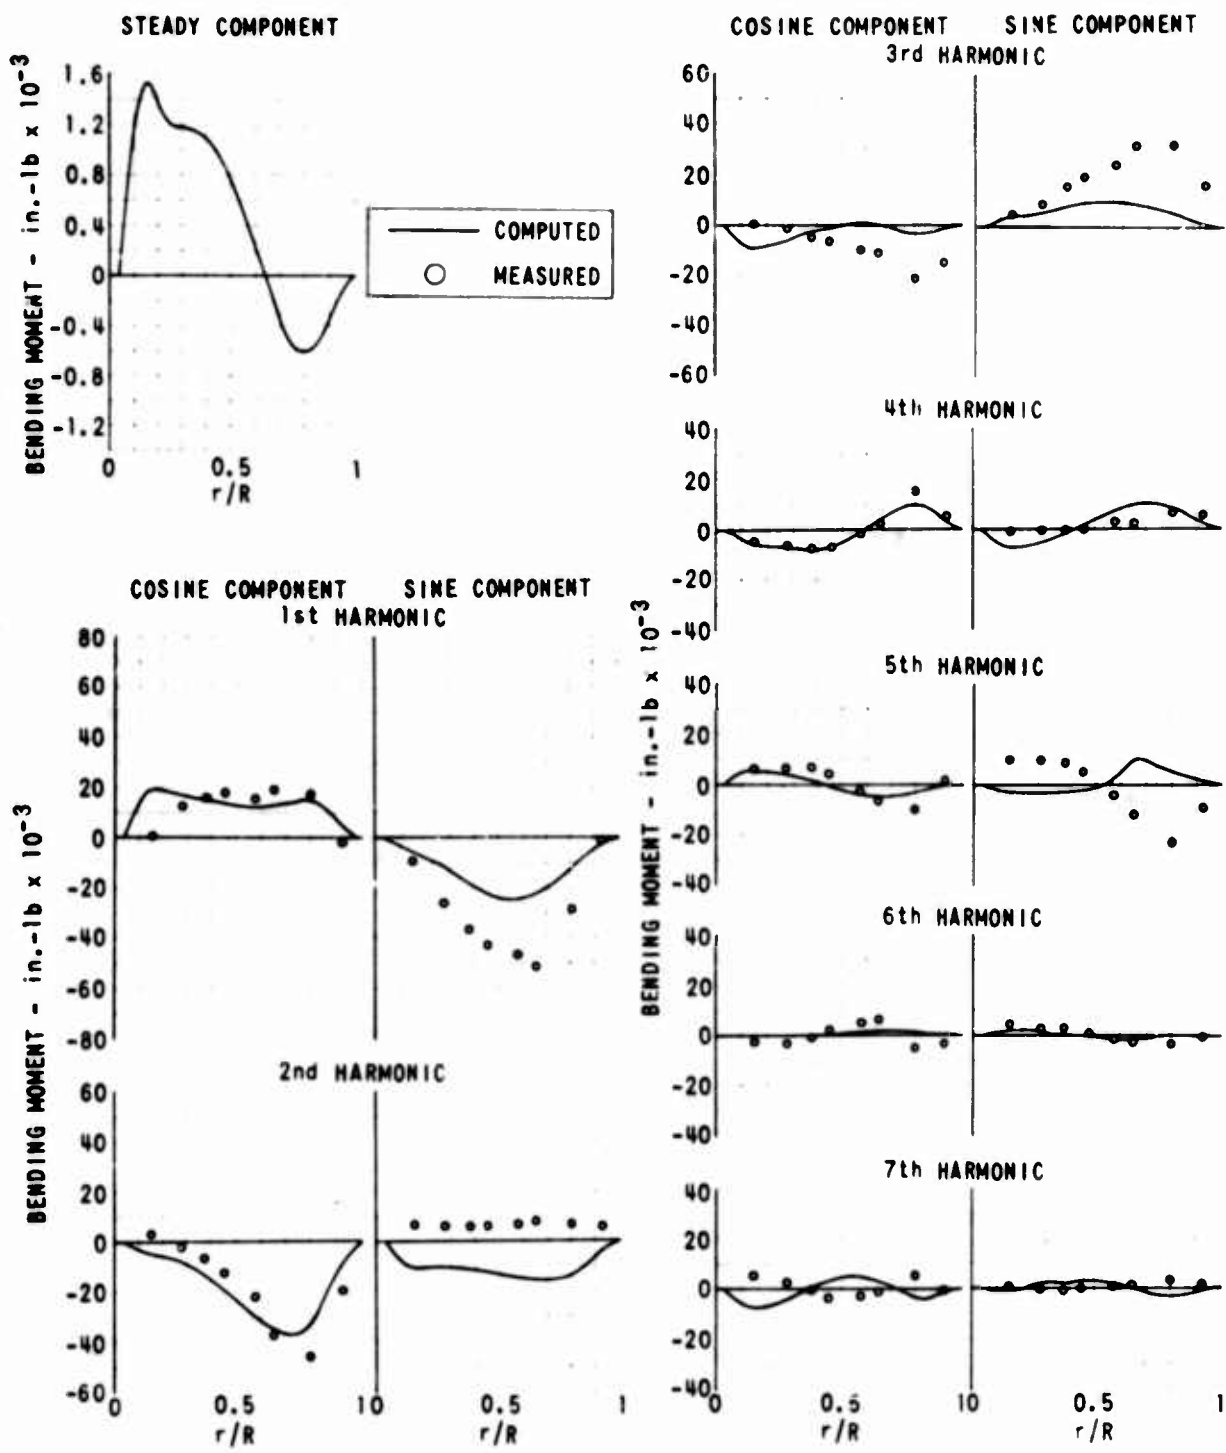 STEADY COMPONENT
BENDING MOMENT - in.-lb x 10⁻³
1.6
1.2
0.8
0.4
0
-0.4
-0.8
-1.2
0 0.5 1
r/R
COMPUTED
MEASURED
COSINE COMPONENT SINE COMPONENT
1st HARMONIC
BENDING MOMENT - in.-lb x 10⁻³
80
60
40
20
0
-20
-40
-60
-80
2nd HARMONIC
60
40
20
0
-20
-40
-60
0 0.5 10 0.5 1
r/R r/R
COSINE COMPONENT SINE COMPONENT
3rd HARMONIC
60
40
20
0
-20
-40
-60
BENDING MOMENT - in.-lb x 10⁻³
4th HARMONIC
40
20
0
-20
-40
5th HARMONIC
40
20
0
-20
-40
6th HARMONIC
40
20
0
-20
-40
7th HARMONIC
40
20
0
-20
-40
0 0.5 10 0.5 1
r/R r/R